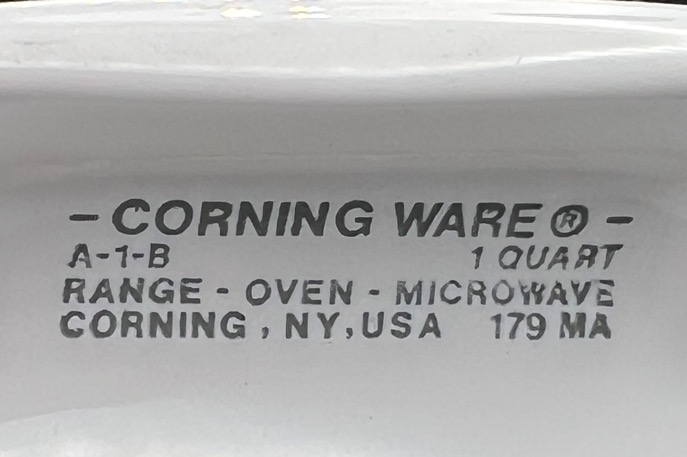 - CORNING WARE ® -
A-1-B 1 QUART
RANGE - OVEN - MICROWAVE
CORNING , NY, USA 179 MA